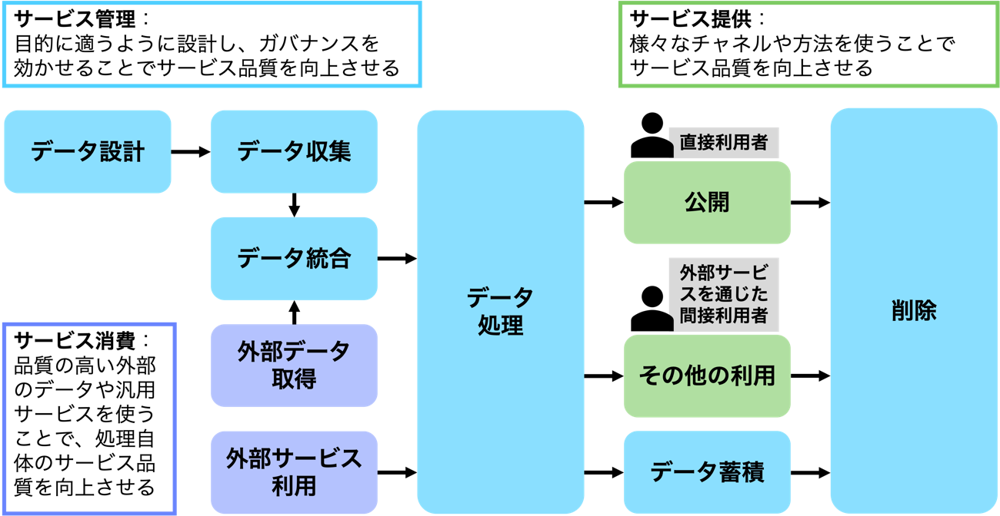 サービス管理：
目的に適うように設計し、ガバナンスを
効かせることでサービス品質を向上させる
サービス提供：
様々なチャネルや方法を使うことで
サービス品質を向上させる
データ設計
データ収集
データ統合
外部データ
取得
外部サービス
利用
サービス消費：
品質の高い外部
のデータや汎用
サービスを使う
ことで、処理自
体のサービス品
質を向上させる
データ
処理
直接利用者
公開
外部サービ
スを通じた
間接利用者
その他の利用
データ蓄積
削除